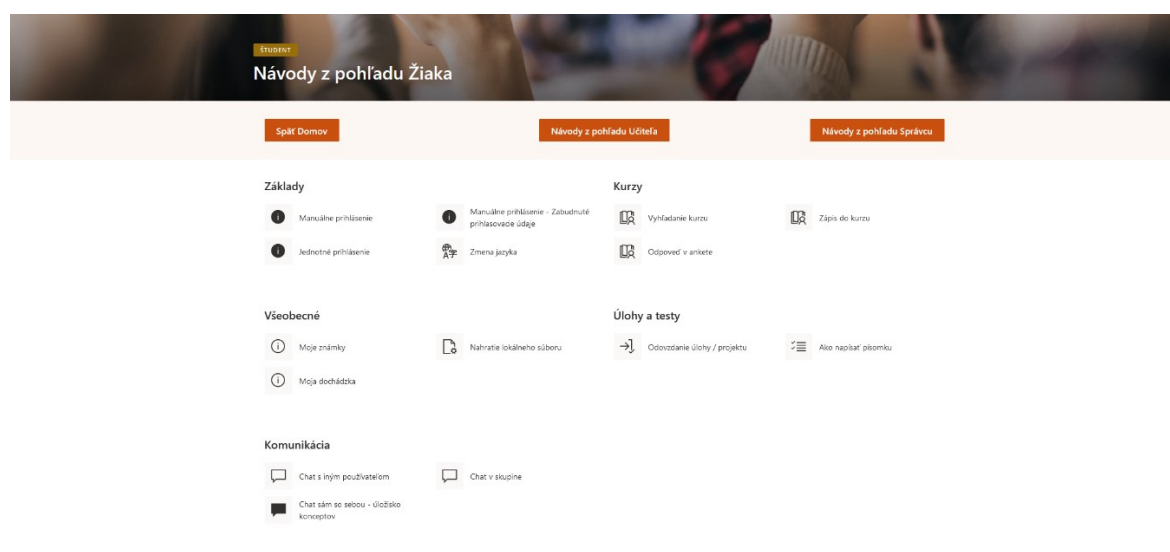 ŠTUDENT
Návody z pohľadu Žiaka
Späť Domov
Návody z pohľadu Učiteľa
Návody z pohľadu Správcu
Základy
Manuálne prihlásenie
Manuálne prihlásenie - Zabudnuté
prihlasovacie údaje
Jednotné prihlásenie
Zmena jazyka
Kurzy
Vyhľadanie kurzu
Zápis do kurzu
Odpoveď v ankete
Všeobecné
Moje známky
Nahratie lokálneho súboru
Moja dochádzka
Úlohy a testy
Odovzdanie úlohy / projektu
Ako napísať písomku
Komunikácia
Chat s iným používateľom
Chat v skupine
Chat sám so sebou - úložisko
konceptov